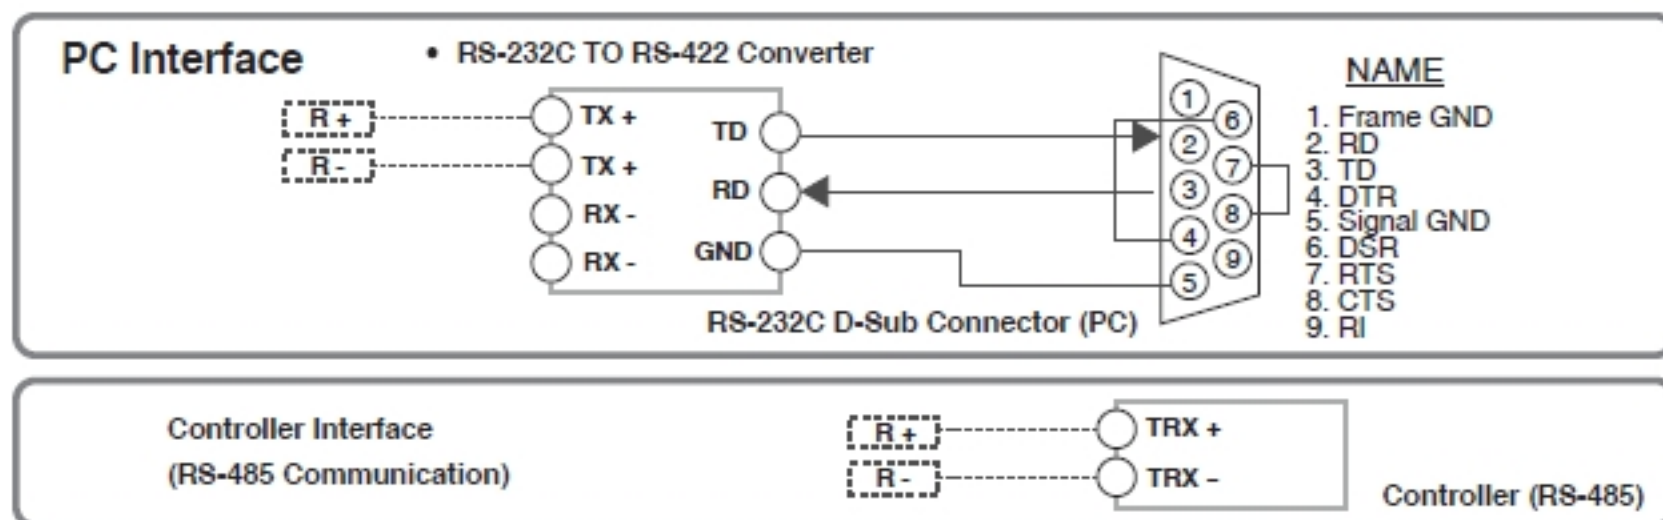 PC Interface
• RS-232C TO RS-422 Converter
R +
R -
TX +
TX +
RX -
RX -
TD
RD
GND
1
2
3
4
5
6
7
8
9
RS-232C D-Sub Connector (PC)
NAME
1. Frame GND
2. RD
3. TD
4. DTR
5. Signal GND
6. DSR
7. RTS
8. CTS
9. RI
Controller Interface
(RS-485 Communication)
R +
R -
TRX +
TRX –
Controller (RS-485)